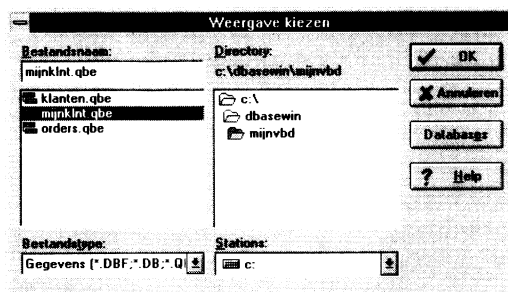 Weergave kiezen
Bestandsnaam:
mijnklnt.qbe
klanten.qbe
mijnklnt.qbe
orders.qbe
Bestandstype:
Gegevens (*.DBF;*.DB;*.Q
Directory:
c:\dbasewin\mijnvbd
c:\
dbasewin
mijnvbd
Stations:
c:
OK
Annuleren
Databases
? Help